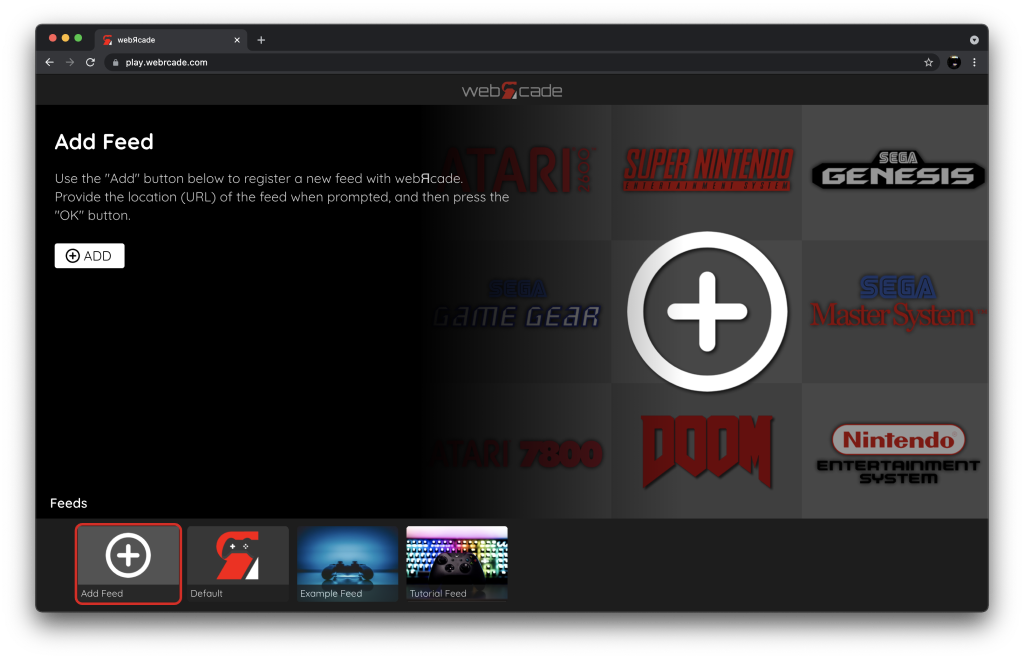 webЯcade
play.webrcade.com
webЯcade
Add Feed
Use the "Add" button below to register a new feed with webЯcade.
Provide the location (URL) of the feed when prompted, and then press the
"OK" button.
ADD
ATARI 2600
SUPER NINTENDO
ENTERTAINMENT SYSTEM
SEGA
GENESIS
SEGA
GAME GEAR
SEGA
Master System
ATARI 7800
DOOM
Nintendo
ENTERTAINMENT
SYSTEM
Feeds
Add Feed
Default
Example Feed
Tutorial Feed